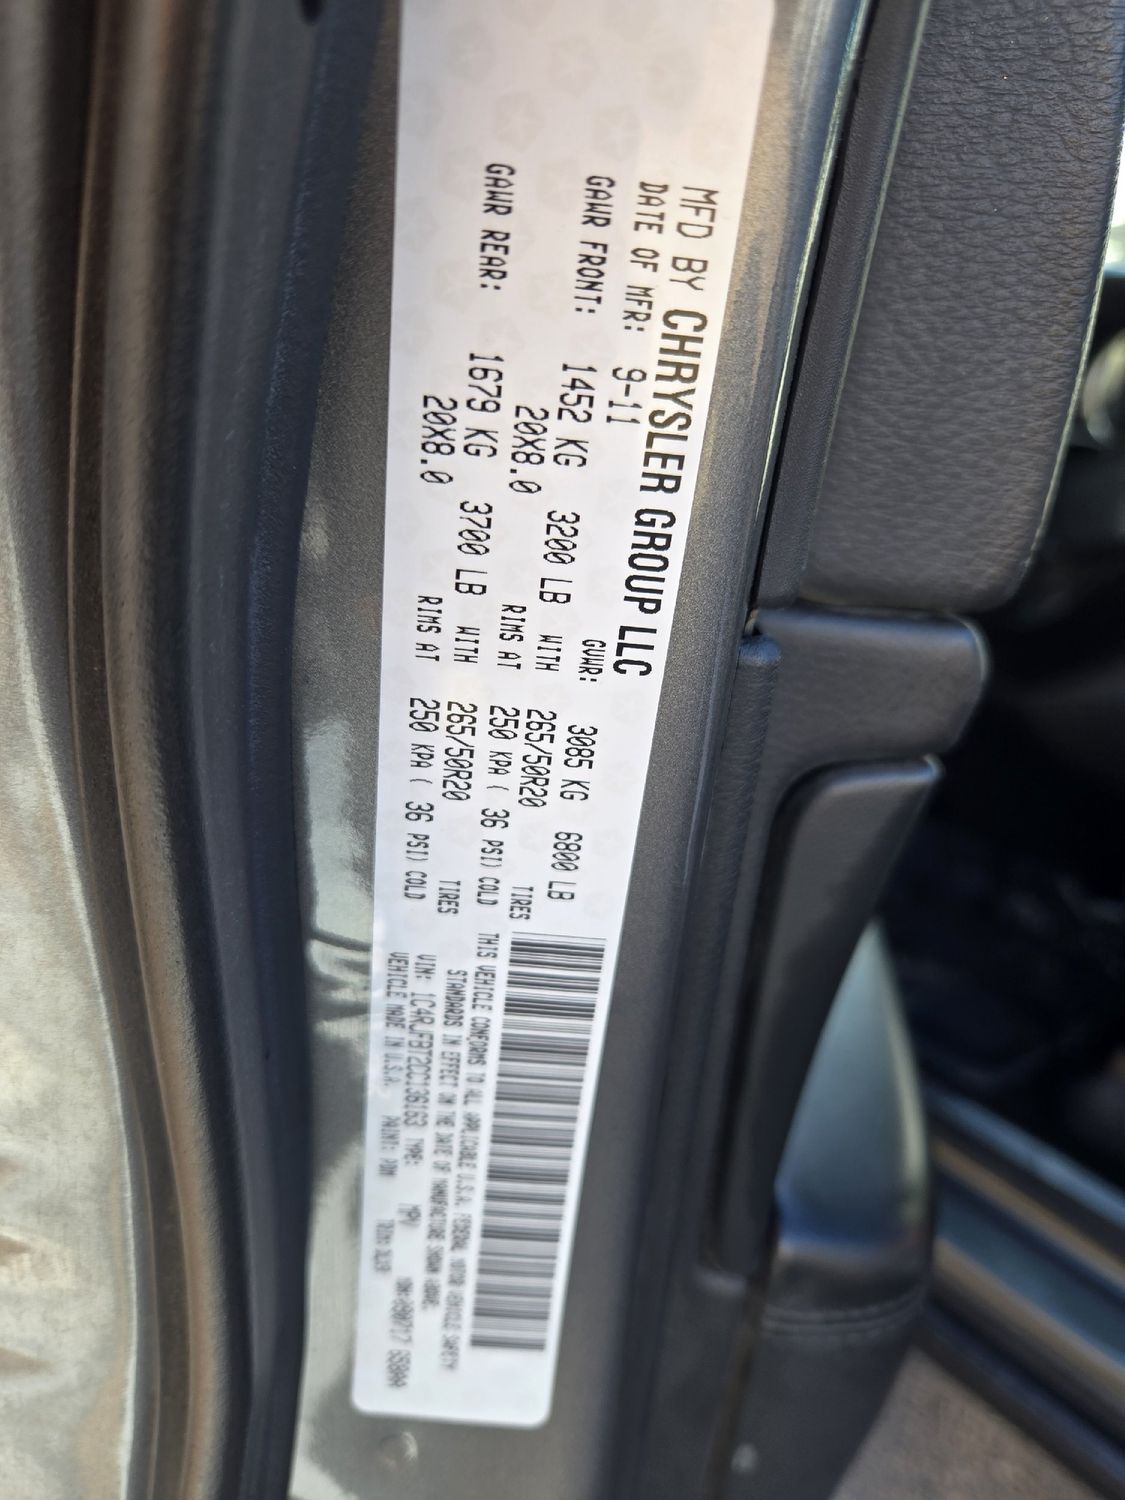 MFD BY CHRYSLER GROUP LLC
DATE OF MFR: 9-11 GVWR: 3085 KG 6800 LB
GAWR FRONT: 1452 KG 3200 LB WITH 265/50R20 TIRES
20X8.0 RIMS AT 250 KPA ( 36 PSI) COLD
GAWR REAR: 1679 KG 3700 LB WITH 265/50R20 TIRES
20X8.0 RIMS AT 250 KPA ( 36 PSI) COLD
THIS VEHICLE CONFORMS TO ALL APPLICABLE U.S.A. FEDERAL MOTOR VEHICLE SAFETY
STANDARDS IN EFFECT ON THE DATE OF MANUFACTURE SHOWN ABOVE.
VIN: 1C4RJFBT2CC136163 TYPE: MPV
VEHICLE MADE IN U.S.A. PAINT: TRIM: